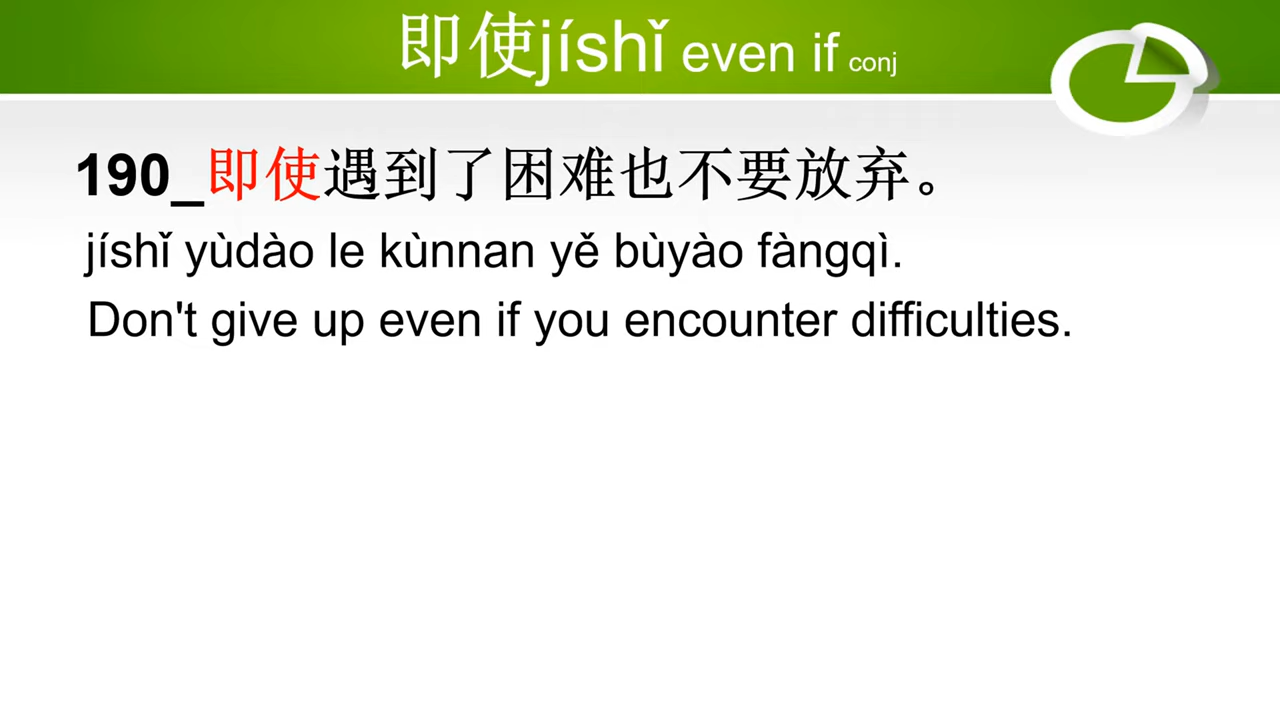 即使jíshǐ even if conj
190_即使遇到了困难也不要放弃。
jíshǐ yùdào le kùnnan yě bùyào fàngqì.
Don't give up even if you encounter difficulties.